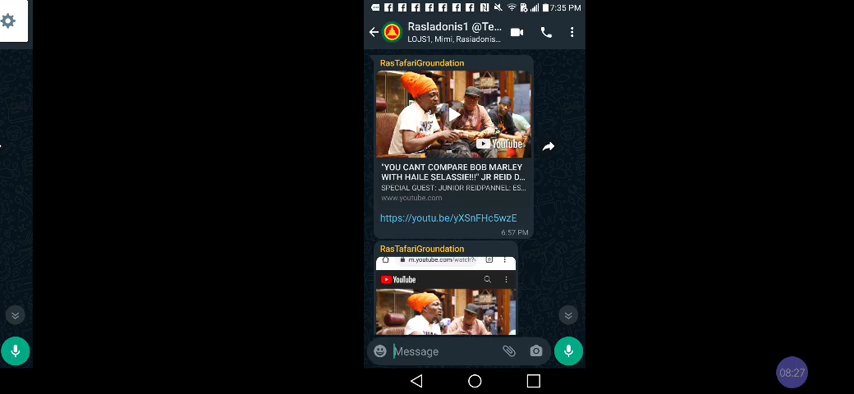 7:35 PM
Rasladonis1 @Te...
LOJS1, Mimi, Rasladonis...
RasTafariGroundation
YouTube
"YOU CANT COMPARE BOB MARLEY
WITH HAILE SELASSIE!!!" JR REID D...
SPECIAL GUEST: JUNIOR REIDPANNEL: ES...
www.youtube.com
https://youtu.be/yXSnFHc5wzE
6:57 PM
RasTafariGroundation
m.youtube.com/watch?
YouTube
Message
08:27